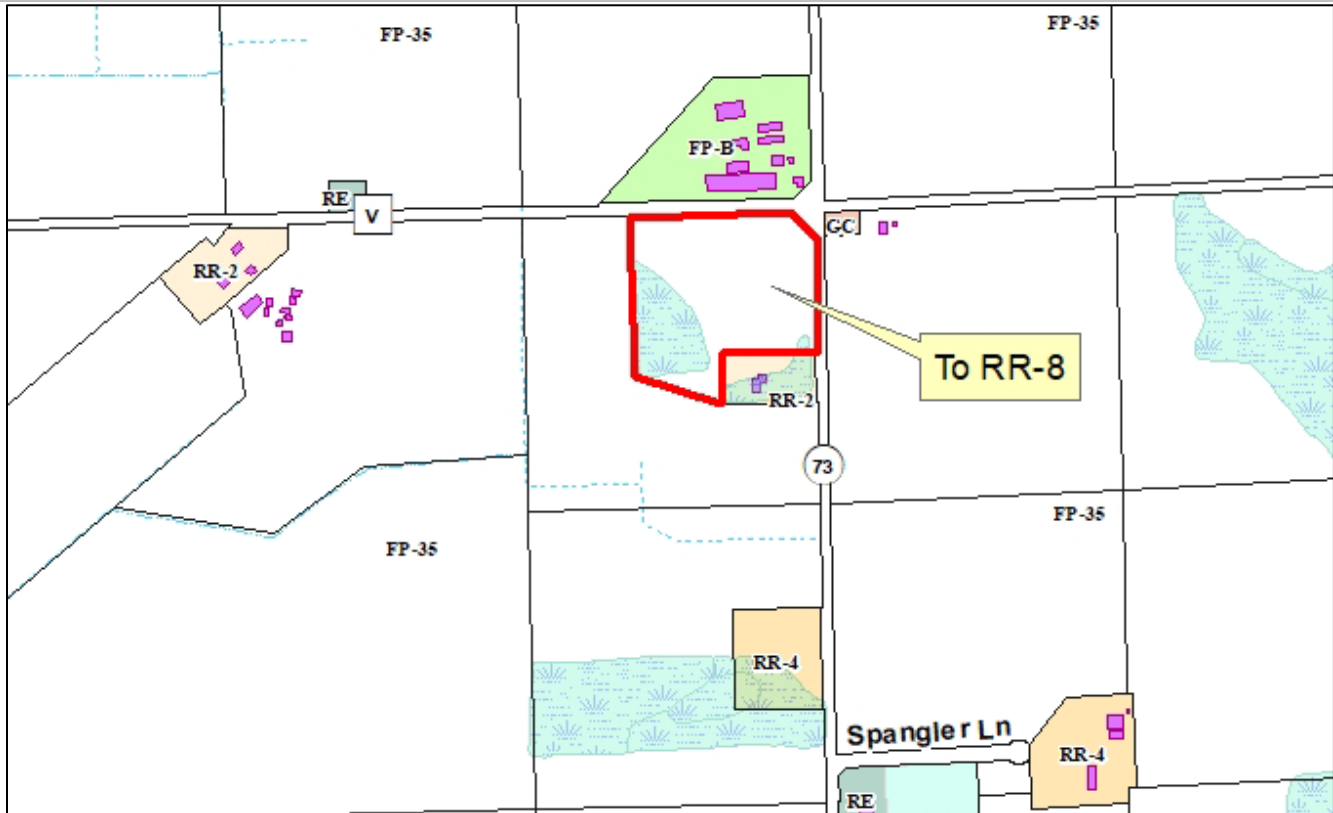 FP-35
FP-35
FP-B
RE
V
GC
RR-2
To RR-8
RR-2
73
FP-35
FP-35
RR-4
Spangler Ln
RR-4
RE